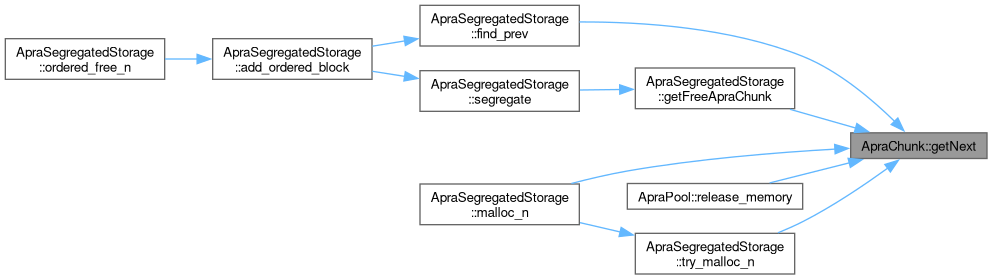 ApraSegregatedStorage
::ordered_free_n
ApraSegregatedStorage
::add_ordered_block
ApraSegregatedStorage
::find_prev
ApraSegregatedStorage
::segregate
ApraSegregatedStorage
::getFreeApraChunk
ApraChunk::getNext
ApraSegregatedStorage
::malloc_n
ApraPool::release_memory
ApraSegregatedStorage
::try_malloc_n